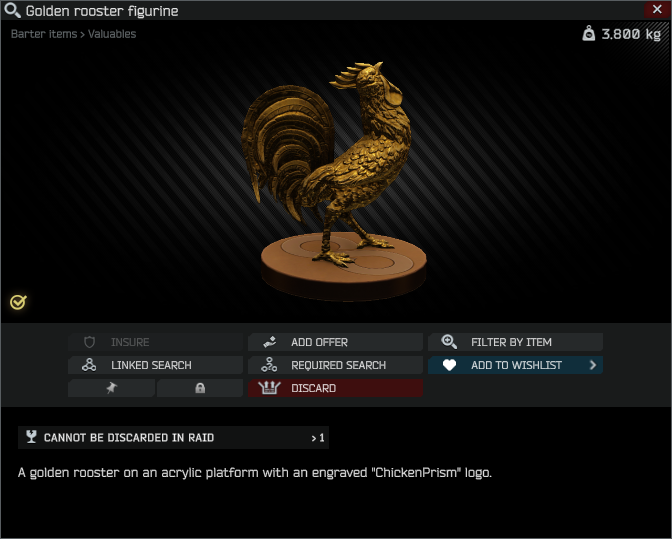 Golden rooster figurine
Barter items > Valuables
3.800 kg
INSURE
ADD OFFER
FILTER BY ITEM
LINKED SEARCH
REQUIRED SEARCH
ADD TO WISHLIST
DISCARD
CANNOT BE DISCARDED IN RAID > 1
A golden rooster on an acrylic platform with an engraved "ChickenPrism" logo.